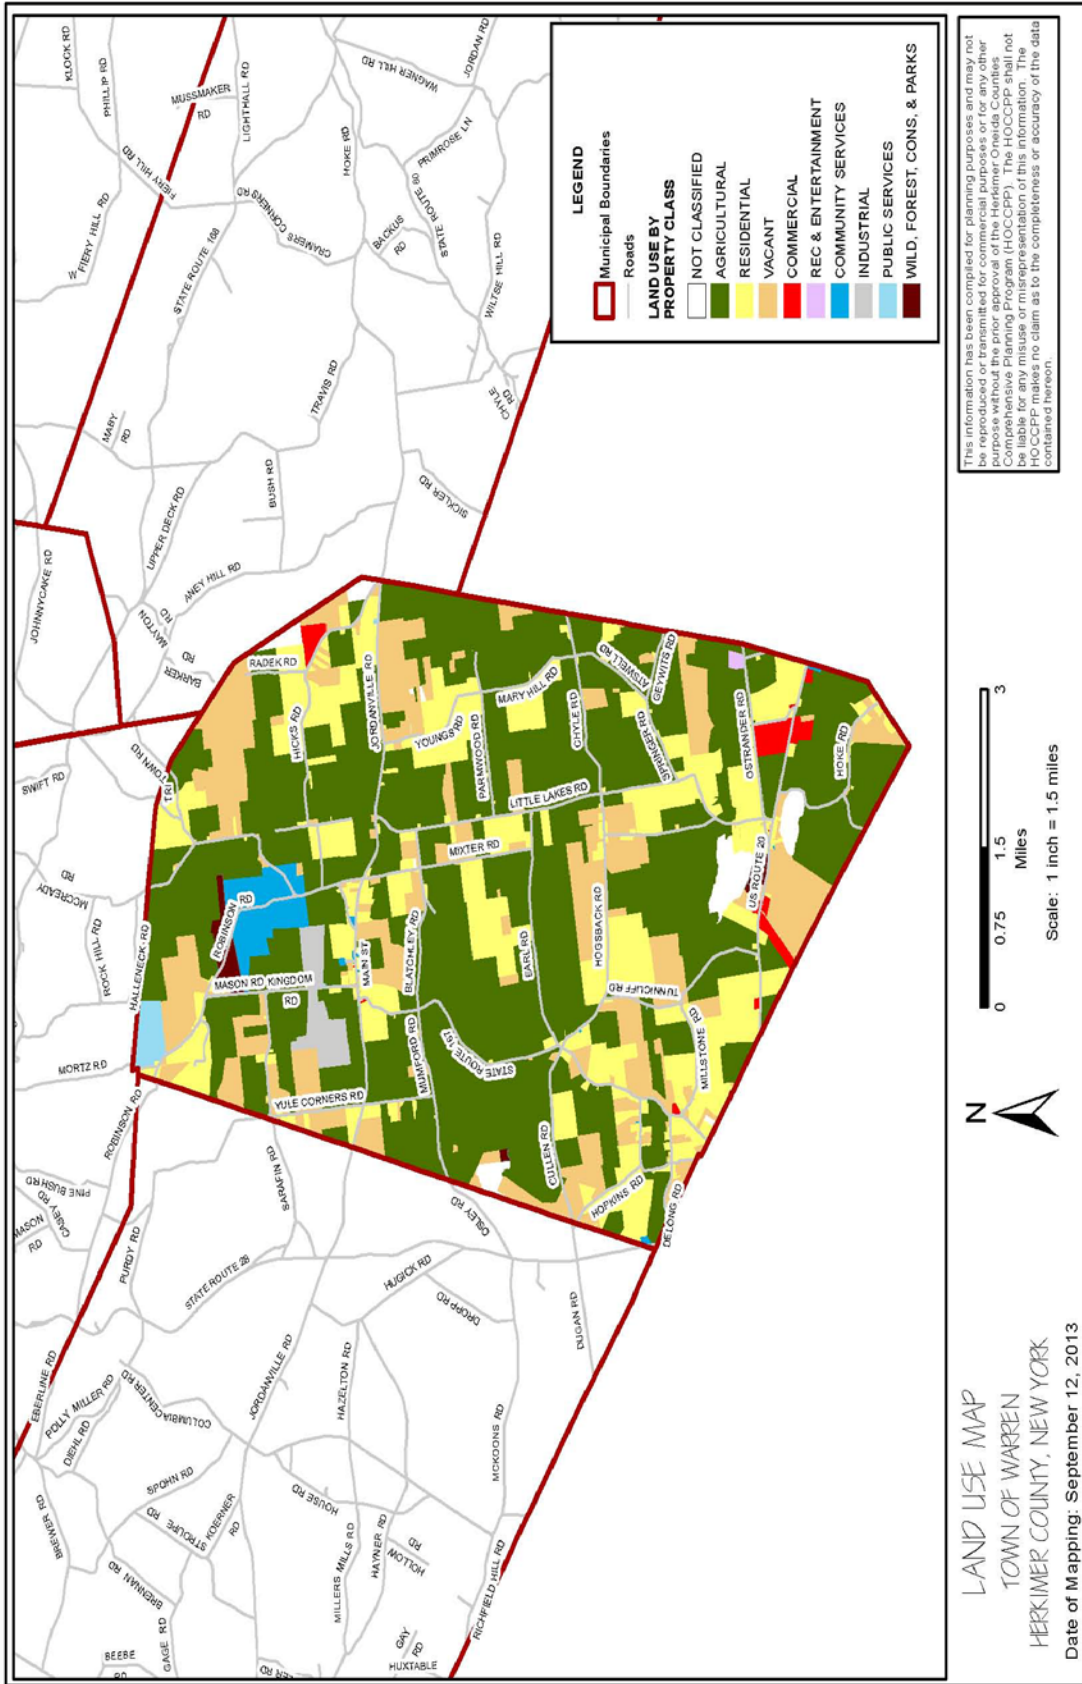 KLOCK RD
PHILLIP RD
MUSSMAKER
RD
LIGHTHALL RD
WAGNER HILL RD
JORDAN RD
FIERY HILL RD
W FIERY HILL RD
HOKE RD
PRIMROSE LN
CRAMERS CORNERS RD
STATE ROUTE 168
BACKUS
RD
STATE ROUTE 80
WILTSE HILL RD
TRAVIS RD
CHYLE
RD
MABY
RD
BUSH RD
SICKLER RD
UPPER DECK RD
JOHNNYCAKE RD
ANEY HILL RD
MAYTON
RD
BARKER
RD
SWIFT RD
TRI TOWN RD
RADEK RD
HICKS RD
JORDANVILLE RD
YOUNGS RD
PARMWOOD RD
MARY HILL RD
CHYLE RD
ATSWELL RD
GEYWITS RD
SPRINGER RD
OSTRANDER RD
HOKE RD
LITTLE LAKES RD
MIXTER RD
MCCREADY
RD
ROCK HILL RD
HALLENECK RD
MORTZ RD
ROBINSON
RD
MASON RD
KINGDOM
RD
MAIN ST
BLATCHLEY RD
EARL RD
HOGSBACK RD
US ROUTE 20
TUNNICLIFF RD
MUMFORD RD
STATE ROUTE 167
MILLSTONE RD
YULE CORNERS RD
CULLEN RD
HOPKINS RD
DELONG RD
ROBINSON RD
PINE BUSH RD
CASEY RD
MASON
RD
PURDY RD
SARAFIN RD
OSLEY RD
STATE ROUTE 28
HUGICK RD
DROPP RD
DUGAN RD
EBERLINE RD
POLLY MILLER RD
DIEHL RD
COLUMBIA CENTER RD
JORDANVILLE RD
HAZELTON RD
MCKOONS RD
BREWER RD
SPOHN RD
STROUPE
RD
KOERNER
RD
HOUSE RD
BRENNAN RD
GAGE RD
MILLERS MILLS RD
HAYNER RD
HOLLOW
RD
RICHFIELD HILL RD
BEEBE
RD
ER RD
GAY
RD
HUXTABLE
LEGEND
Municipal Boundaries
Roads
LAND USE BY
PROPERTY CLASS
NOT CLASSIFIED
AGRICULTURAL
RESIDENTIAL
VACANT
COMMERCIAL
REC & ENTERTAINMENT
COMMUNITY SERVICES
INDUSTRIAL
PUBLIC SERVICES
WILD, FOREST, CONS, & PARKS
LAND USE MAP
TOWN OF WARREN
HERKIMER COUNTY, NEW YORK
Date of Mapping: September 12, 2013
N
0 0.75 1.5 3
Miles
Scale: 1 inch = 1.5 miles
This information has been compiled for planning purposes and may not
be reproduced or transmitted for commercial purposes or for any other
purpose without the prior approval of the Herkimer Oneida Counties
Comprehensive Planning Program (HOCCPP). The HOCCPP shall not
be liable for any misuse or misrepresentation of this information. The
HOCCPP makes no claim as to the completeness or accuracy of the data
contained hereon.